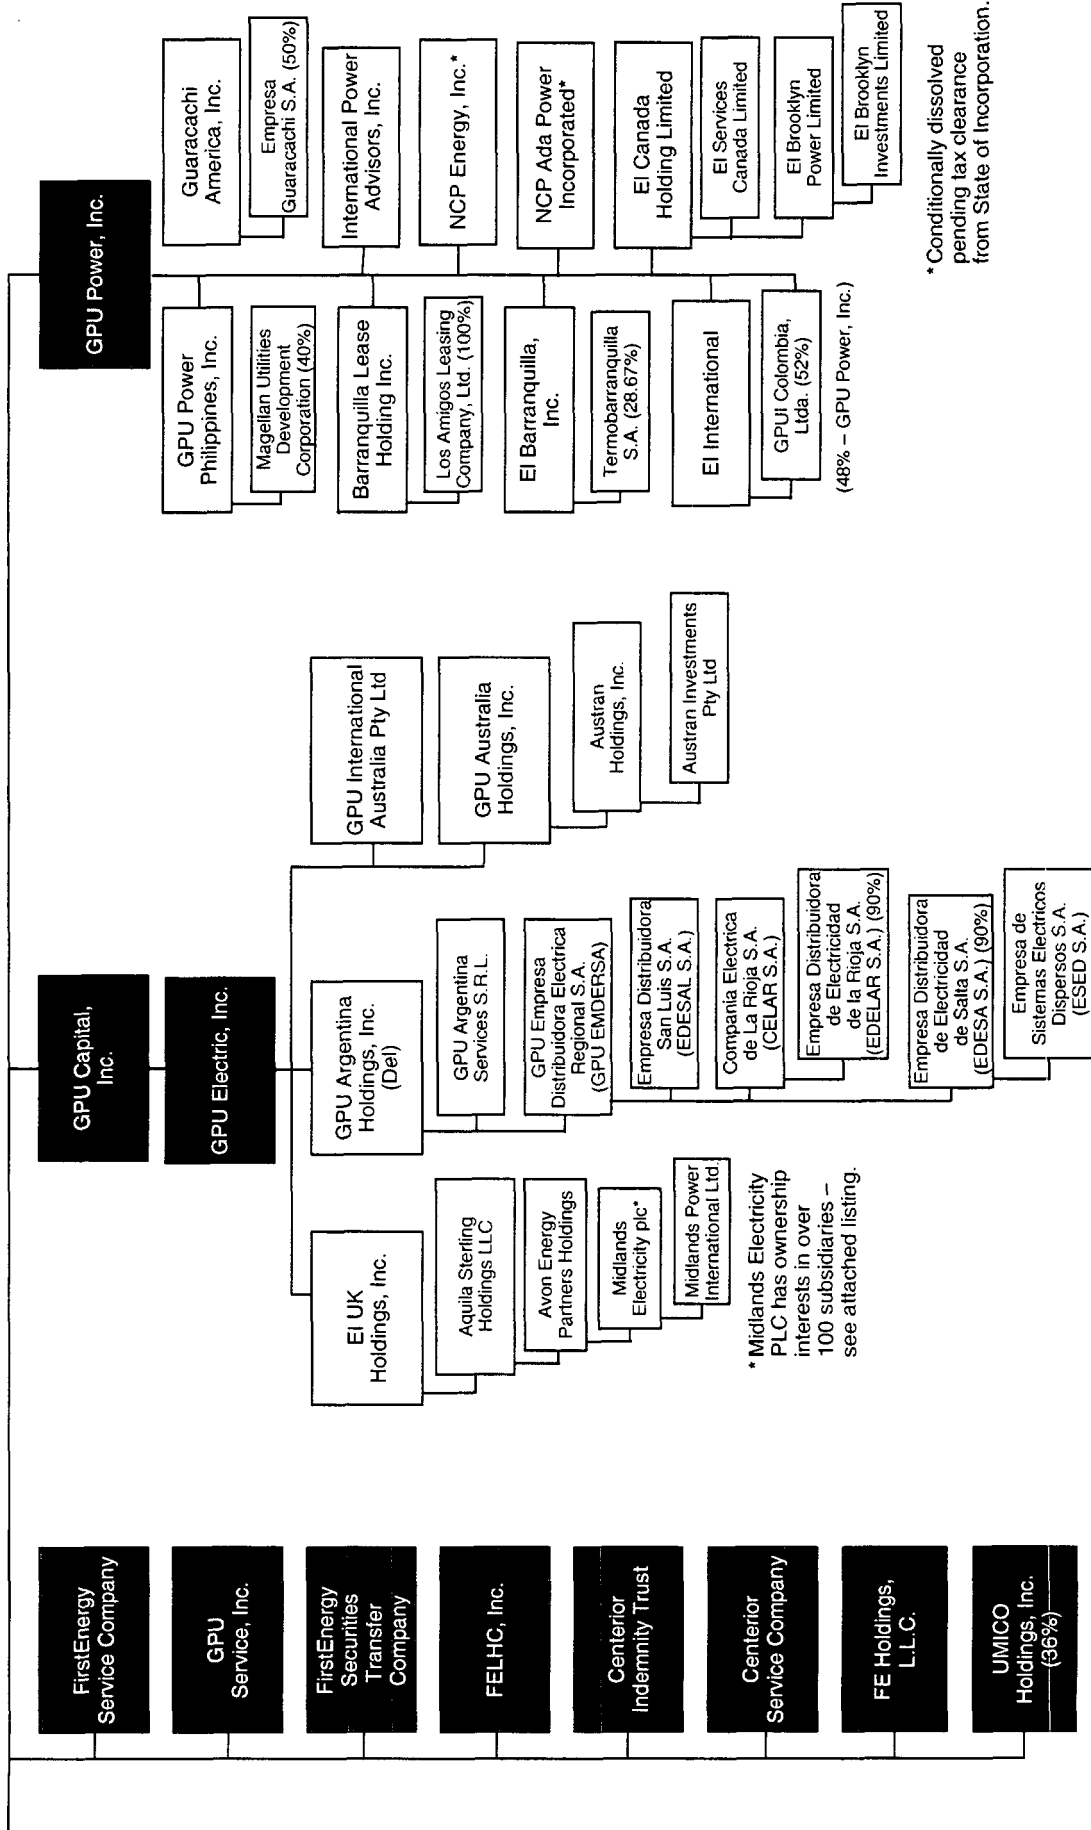 FirstEnergy
Service Company
GPU
Service, Inc.
FirstEnergy
Securities
Transfer
Company
FELHC, Inc.
Centerior
Indemnity Trust
Centerior
Service Company
FE Holdings,
L.L.C.
UMICO
Holdings, Inc.
(36%)
GPU Capital,
Inc.
GPU Electric, Inc.
EI UK
Holdings, Inc.
Aquila Sterling
Holdings LLC
Avon Energy
Partners Holdings
Midlands
Electricity plc*
Midlands Power
International Ltd.
*Midlands Electricity
PLC has ownership
interests in over
100 subsidiaries –
see attached listing.
GPU Argentina
Holdings, Inc.
(Del)
GPU Argentina
Services S.R.L.
GPU Empresa
Distribuidora Electrica
Regional S.A.
(GPU EMDERSA)
Empresa Distribuidora
San Luis S.A.
(EDESAL S.A.)
Compania Electrica
de La Rioja S.A.
(CELAR S.A.)
Empresa Distribuidora
de Electricidad
de la Rioja S.A.
(EDELAR S.A.) (90%)
Empresa Distribuidora
de Electricidad
de Salta S.A.
(EDESA S.A.) (90%)
Empresa de
Sistemas Electricos
Dispersos S.A.
(ESED S.A.)
GPU International
Australia Pty Ltd
GPU Australia
Holdings, Inc.
Austran
Holdings, Inc.
Austran Investments
Pty Ltd
GPU Power, Inc.
GPU Power
Philippines, Inc.
Magellan Utilities
Development
Corporation (40%)
Barranquilla Lease
Holding Inc.
Los Amigos Leasing
Company, Ltd. (100%)
EI Barranquilla,
Inc.
Termobarranquilla
S.A. (28.67%)
EI International
GPUI Colombia,
Ltda. (52%)
(48% – GPU Power, Inc.)
Guaracachi
America, Inc.
Empresa
Guaracachi S.A. (50%)
International Power
Advisors, Inc.
NCP Energy, Inc.*
NCP Ada Power
Incorporated*
EI Canada
Holding Limited
EI Services
Canada Limited
EI Brooklyn
Power Limited
EI Brooklyn
Investments Limited
*Conditionally dissolved
pending tax clearance
from State of Incorporation.